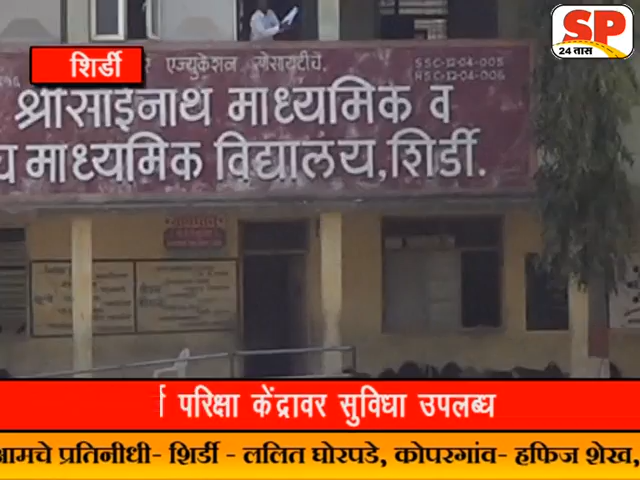 SP
24 तास
शिर्डी
र एज्युकेशन सोसायटीचे,
SSC-12-04-005
HSC-12-04-006
श्री साईनाथ माध्यमिक व
च माध्यमिक विद्यालय, शिर्डी.
परिक्षा केंद्रावर सुविधा उपलब्ध
आमचे प्रतिनीधी- शिर्डी - ललित घोरपडे, कोपरगांव- हफिज शेख,